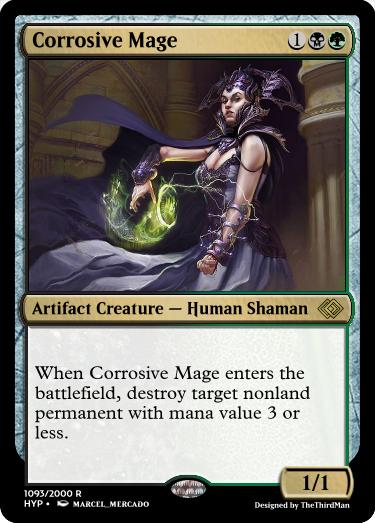 Corrosive Mage 1
Artifact Creature — Human Shaman
When Corrosive Mage enters the
battlefield, destroy target nonland
permanent with mana value 3 or
less.
1/1
1093/2000 R
HYP • MARCEL_MERCADO
Designed by TheThirdMan